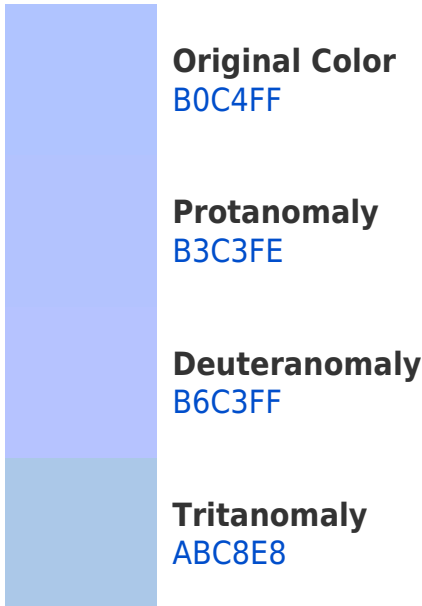 Original Color
B0C4FF
Protanomaly
B3C3FE
Deuteranomaly
B6C3FF
Tritanomaly
ABC8E8